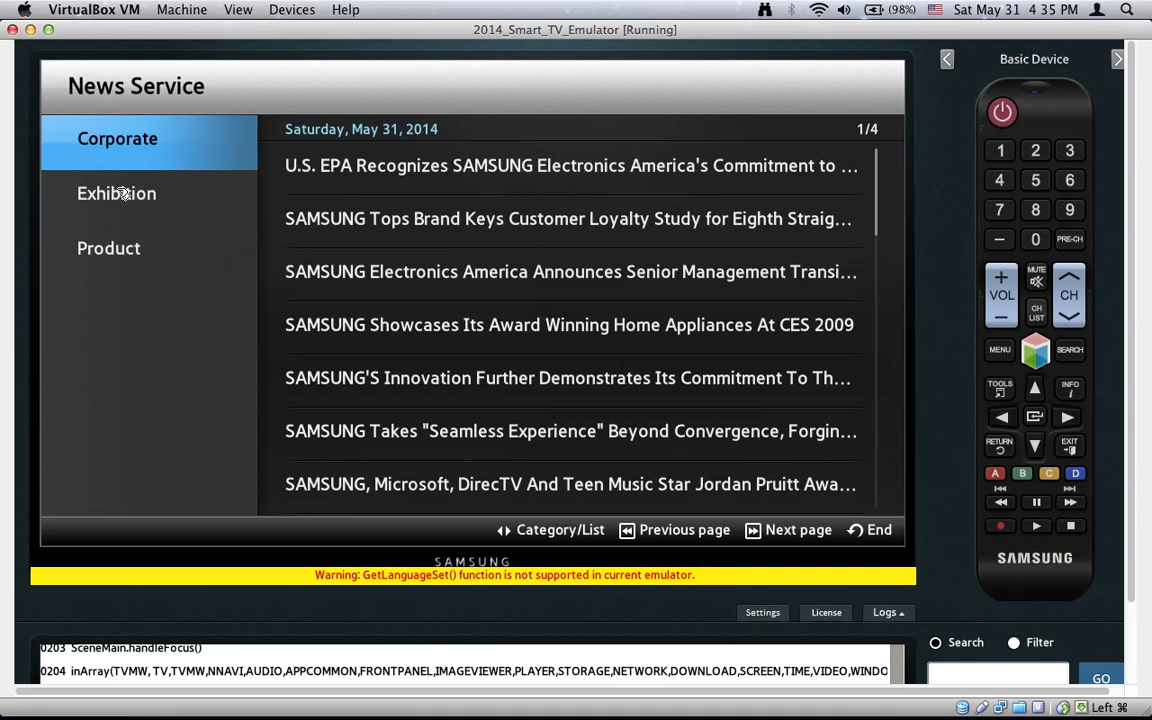 VirtualBox VM Machine View Devices Help (98%) Sat May 31 4:35 PM
2014_Smart_TV_Emulator [Running]
News Service
Corporate
Exhibition
Product
Saturday, May 31, 2014 1/4
U.S. EPA Recognizes SAMSUNG Electronics America's Commitment to ...
SAMSUNG Tops Brand Keys Customer Loyalty Study for Eighth Straig...
SAMSUNG Electronics America Announces Senior Management Transi...
SAMSUNG Showcases Its Award Winning Home Appliances At CES 2009
SAMSUNG'S Innovation Further Demonstrates Its Commitment To Th...
SAMSUNG Takes "Seamless Experience" Beyond Convergence, Forgin...
SAMSUNG, Microsoft, DirecTV And Teen Music Star Jordan Pruitt Awa...
Category/List Previous page Next page End
SAMSUNG
Warning: GetLanguageSet() function is not supported in current emulator.
Settings License Logs
0203 SceneMain.handleFocus()
0204 inArray(TVMW, TV,TVMW,NNAVI,AUDIO,APPCOMMON,FRONTPANEL,IMAGEVIEWER,PLAYER,STORAGE,NETWORK,DOWNLOAD,SCREEN,TIME,VIDEO,WINDO
Basic Device
1 2 3
4 5 6
7 8 9
- 0 PRE-CH
+ MUTE
VOL CH
- CH LIST
MENU SEARCH
TOOLS INFO
RETURN EXIT
A B C D
SAMSUNG
Search Filter
GO
Left ⌘